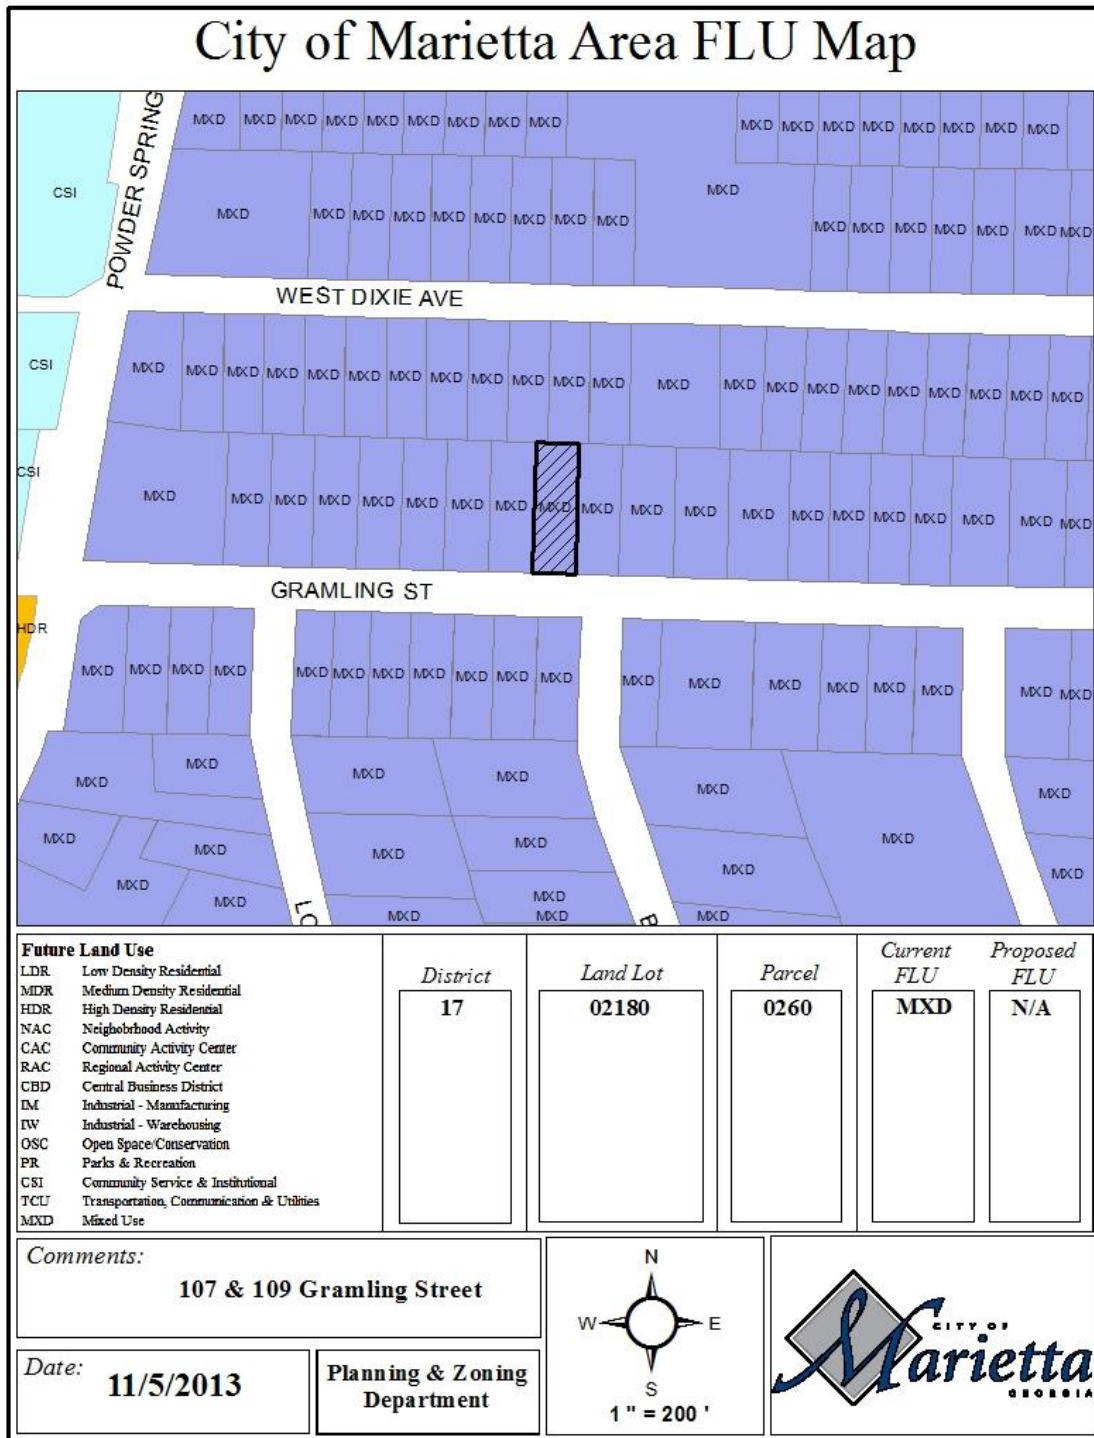 City of Marietta Area FLU Map
MXD MXD MXD MXD MXD MXD MXD MXD MXD MXD MXD MXD MXD MXD MXD MXD MXD
CSI
POWDER SPRING
MXD
MXD MXD MXD MXD MXD MXD MXD MXD MXD
MXD MXD MXD MXD MXD MXD MXD
WEST DIXIE AVE
CSI
MXD MXD MXD MXD MXD MXD MXD MXD MXD MXD MXD MXD MXD MXD MXD MXD MXD MXD MXD MXD MXD MXD
CSI
MXD MXD MXD MXD MXD MXD MXD MXD MXD MXD MXD MXD MXD MXD MXD MXD MXD MXD MXD MXD
GRAMLING ST
HDR
MXD MXD MXD MXD MXD MXD MXD MXD MXD MXD MXD MXD MXD MXD MXD MXD MXD MXD MXD
MXD
MXD MXD MXD
MXD
MXD MXD
MXD
MXD MXD MXD MXD
MXD
MXD MXD
MXD
MXD MXD
MXD MXD MXD
LO
B
Future Land Use
LDR Low Density Residential
MDR Medium Density Residential
HDR High Density Residential
NAC Neighobrhood Activity
CAC Community Activity Center
RAC Regional Activity Center
CBD Central Business District
IM Industrial - Manufacturing
IW Industrial - Warehousing
OSC Open Space/Conservation
PR Parks & Recreation
CSI Community Service & Institutional
TCU Transportation, Communication & Utilities
MXD Mixed Use
District
17
Land Lot
02180
Parcel
0260
Current
FLU
MXD
Proposed
FLU
N/A
Comments:
107 & 109 Gramling Street
Date:
11/5/2013
Planning & Zoning
Department
N
W E
S
1 " = 200 '
CITY OF
Marietta
GEORGIA